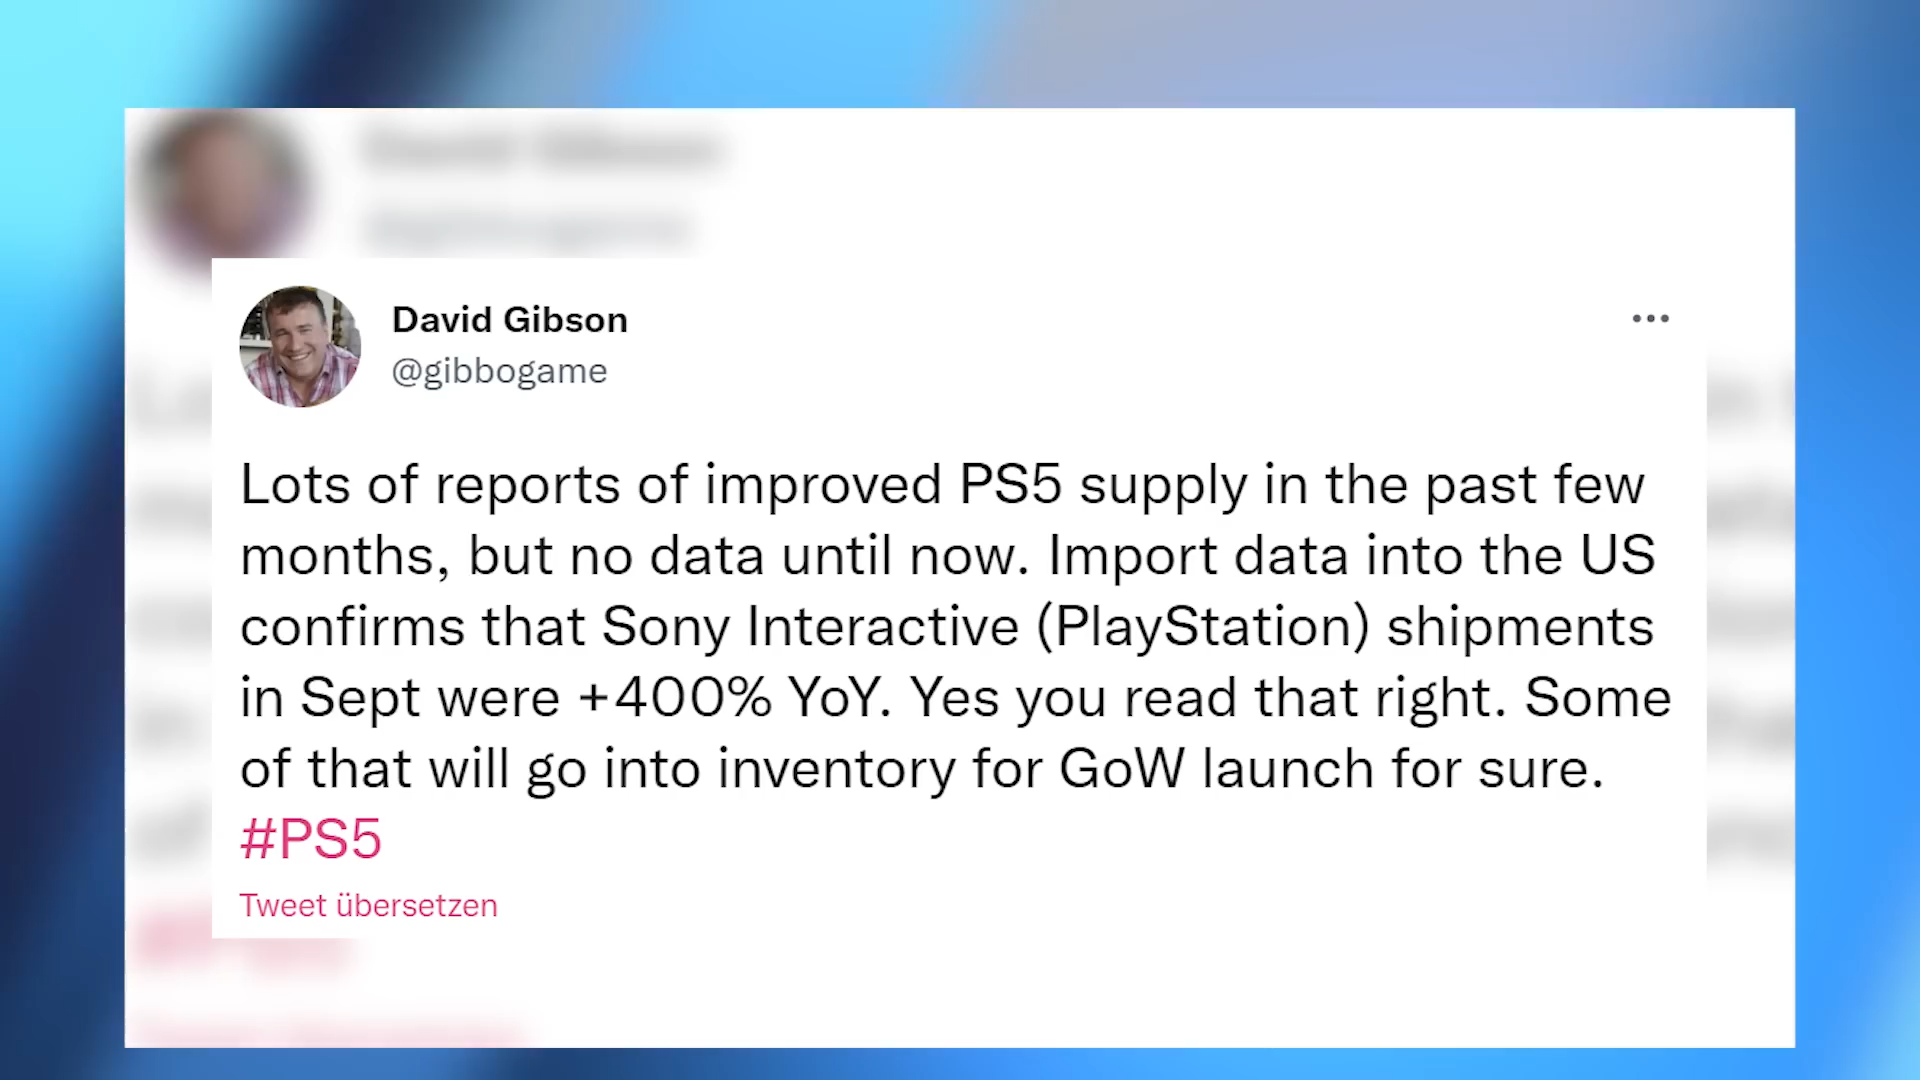 David Gibson
@gibbogame
Lots of reports of improved PS5 supply in the past few
months, but no data until now. Import data into the US
confirms that Sony Interactive (PlayStation) shipments
in Sept were +400% YoY. Yes you read that right. Some
of that will go into inventory for GoW launch for sure.
#PS5
Tweet übersetzen